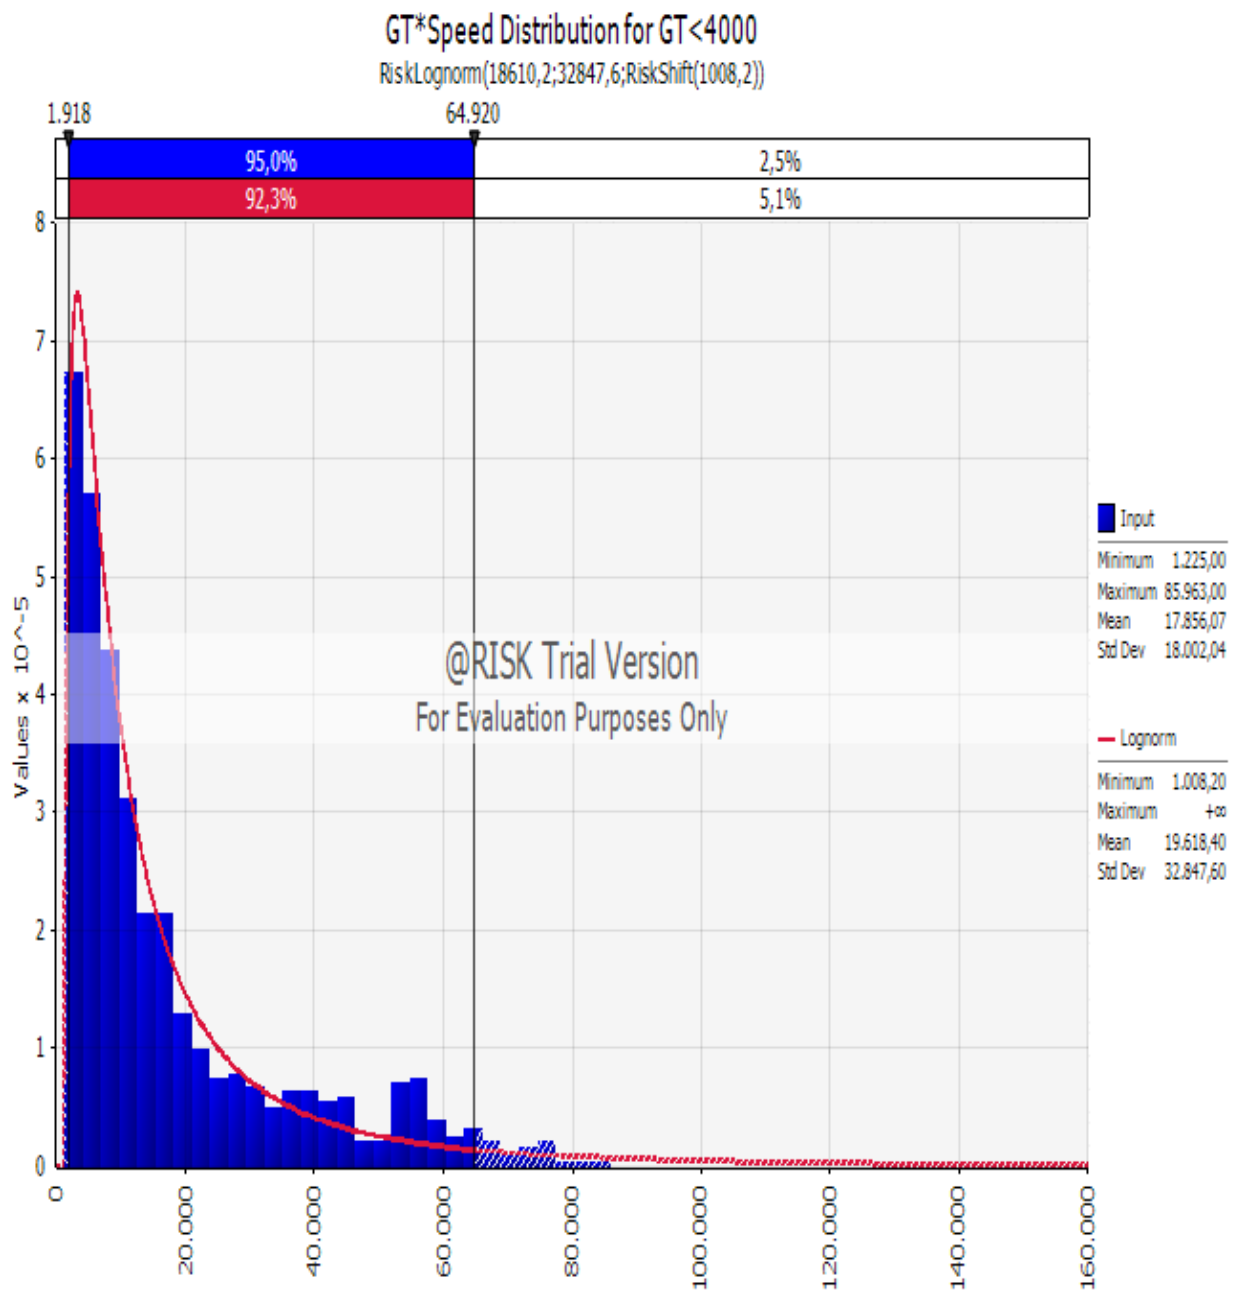 GT*Speed Distribution for GT<4000
RiskLognorm(18610,2;32847,6;RiskShift(1008,2))
1.918 64.920
95,0% 2,5%
92,3% 5,1%
8
7
6
5
4
3
2
1
0
Values x 10^-5
@RISK Trial Version
For Evaluation Purposes Only
0 20.000 40.000 60.000 80.000 100.000 120.000 140.000 160.000
Input
Minimum 1.225,00
Maximum 85.963,00
Mean 17.856,07
Std Dev 18.002,04
Lognorm
Minimum 1.008,20
Maximum +∞
Mean 19.618,40
Std Dev 32.847,60